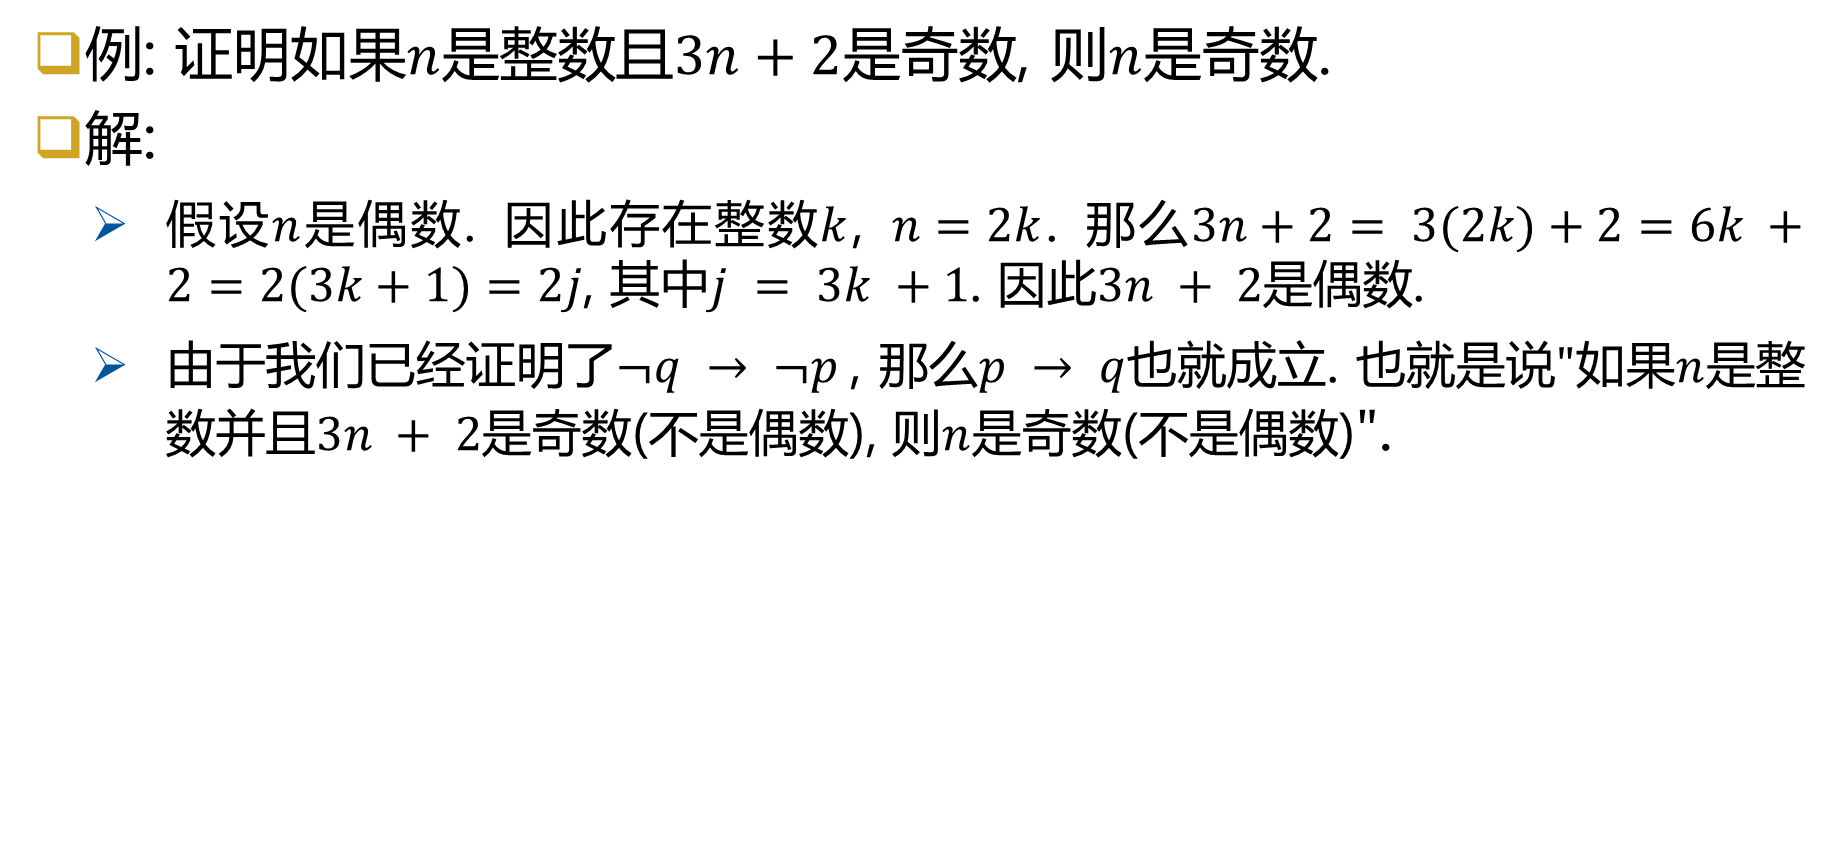 例: 证明如果n是整数且3n + 2是奇数, 则n是奇数.
解:
假设n是偶数. 因此存在整数k, n = 2k. 那么3n + 2 = 3(2k) + 2 = 6k +
2 = 2(3k + 1) = 2j, 其中j = 3k + 1. 因此3n + 2是偶数.
由于我们已经证明了¬q → ¬p , 那么p → q也就成立. 也就是说"如果n是整
数并且3n + 2是奇数(不是偶数), 则n是奇数(不是偶数)".